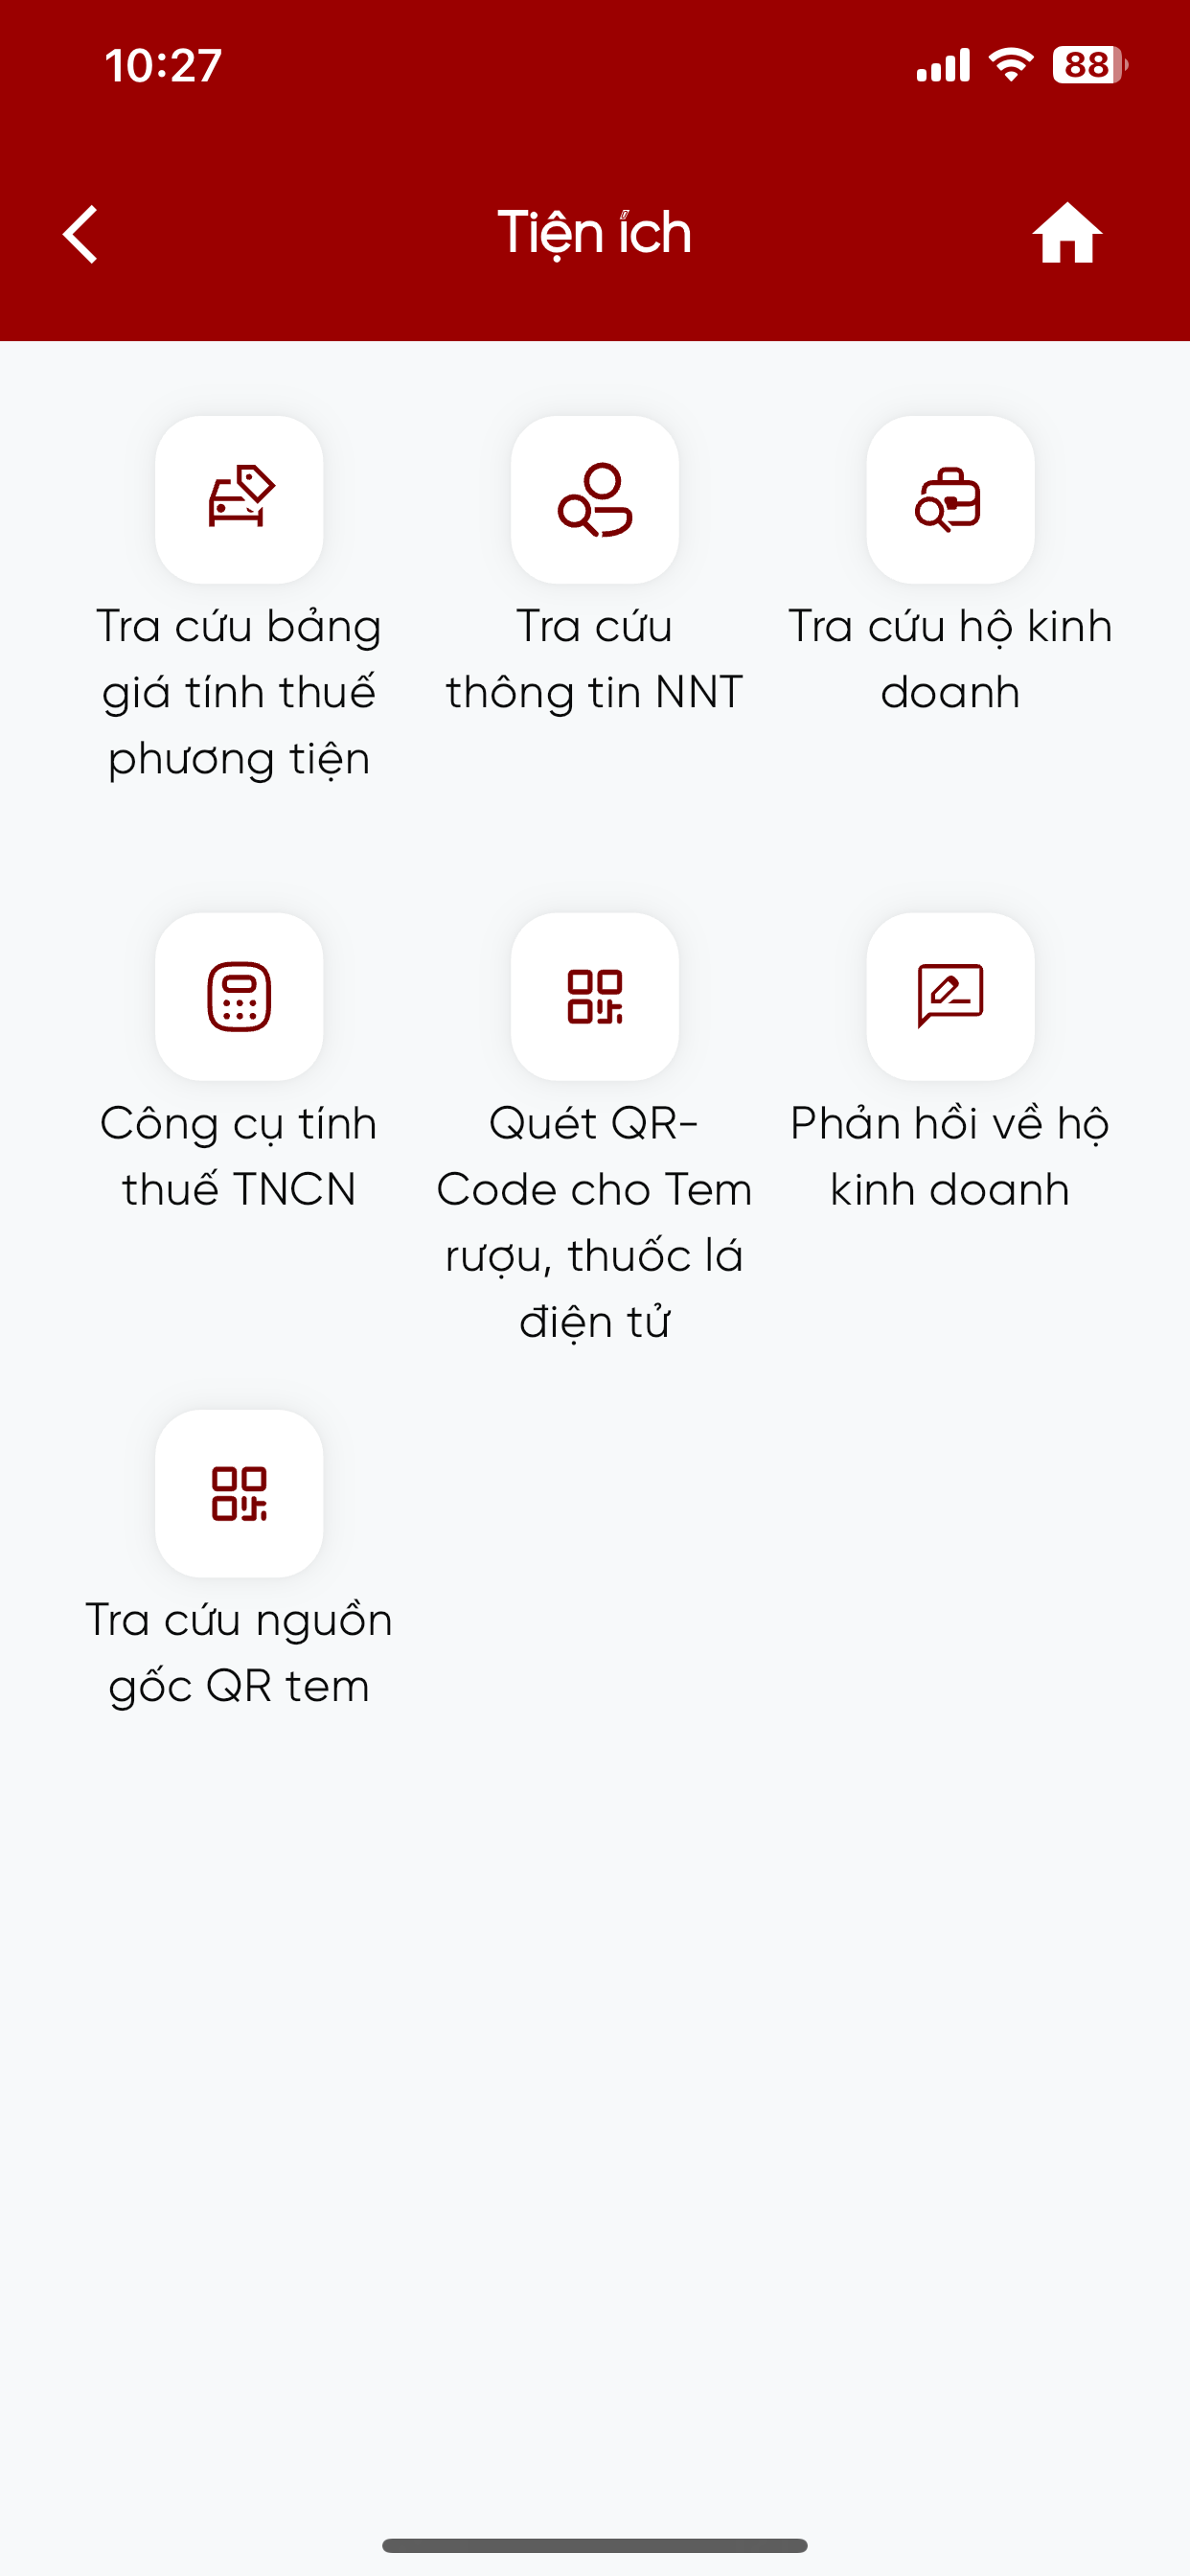 10:27
88
Tiện ích
Tra cứu bảng
giá tính thuế
phương tiện
Tra cứu
thông tin NNT
Tra cứu hộ kinh
doanh
Công cụ tính
thuế TNCN
Quét QR-
Code cho Tem
rượu, thuốc lá
điện tử
Phản hồi về hộ
kinh doanh
Tra cứu nguồn
gốc QR tem